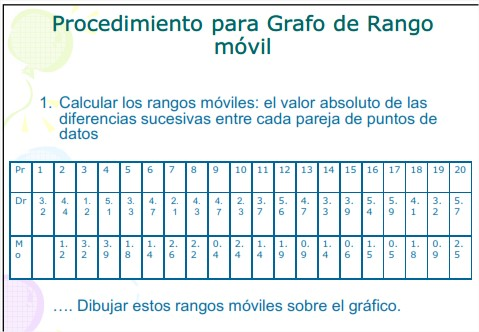 Procedimiento para Grafo de Rango
móvil
1. Calcular los rangos móviles: el valor absoluto de las
diferencias sucesivas entre cada pareja de puntos de
datos
Pr 1 2 3 4 5 6 7 8 9 10 11 12 13 14 15 16 17 18 19 20
Dr 3.2 4.4 1.2 5.1 3.3 4.7 2.1 4.3 4.7 2.3 3.7 5.6 4.7 3.3 3.9 5.4 5.9 4.1 3.2 5.7
Mo 1.2 3.2 3.9 1.8 1.4 2.6 2.2 0.4 2.4 1.4 1.9 0.9 1.4 0.6 1.5 0.5 1.8 0.9 2.5
…. Dibujar estos rangos móviles sobre el gráfico.